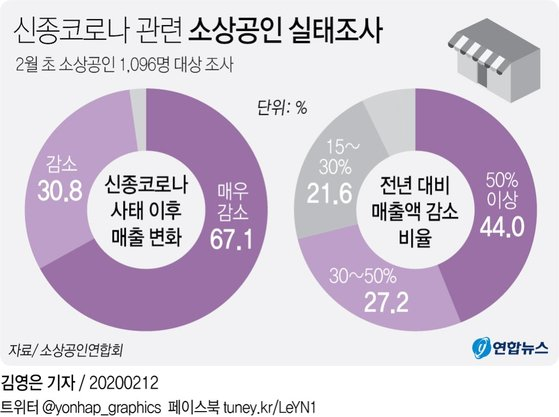 신종코로나 관련 소상공인 실태조사
2월 초 소상공인 1,096명 대상 조사
단위: %
감소
30.8
신종코로나
사태 이후
매출 변화
매우
감소
67.1
15~
30%
21.6
전년 대비
매출액 감소
비율
50%
이상
44.0
30~50%
27.2
자료/ 소상공인연합회
연합뉴스
김영은 기자 / 20200212
트위터 @yonhap_graphics 페이스북 tuney.kr/LeYN1